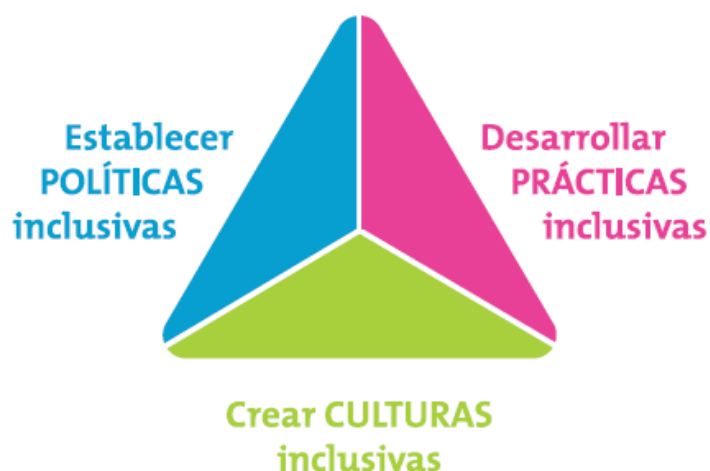 Establecer
POLÍTICAS
inclusivas
Desarrollar
PRÁCTICAS
inclusivas
Crear CULTURAS
inclusivas